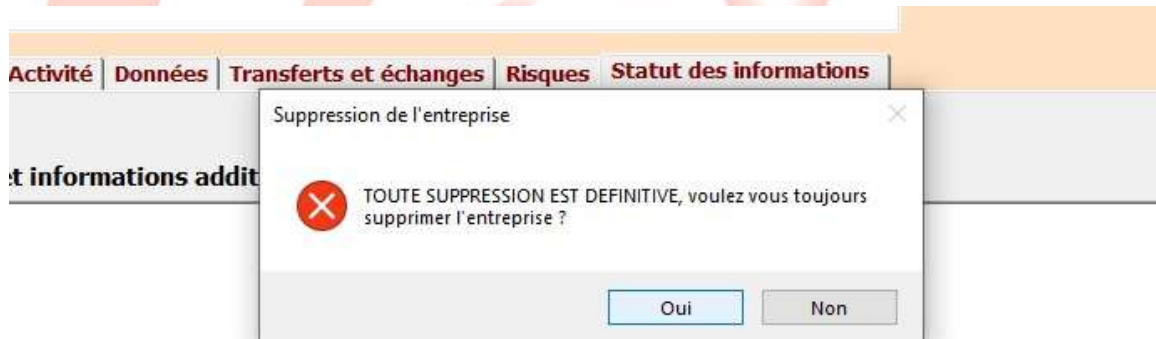 Activité Données Transferts et échanges Risques Statut des informations
Suppression de l'entreprise
et informations addit
TOUTE SUPPRESSION EST DEFINITIVE, voulez vous toujours
supprimer l'entreprise ?
Oui Non